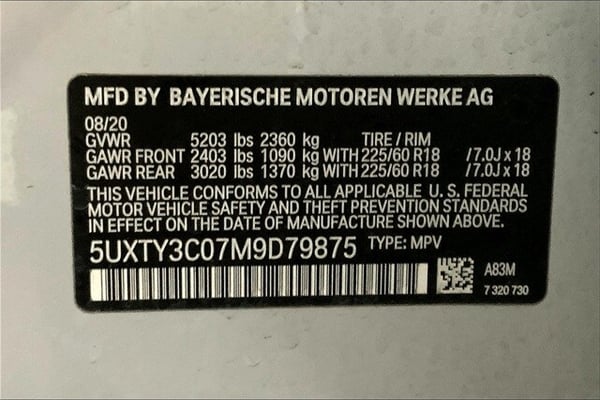 MFD BY BAYERISCHE MOTOREN WERKE AG
08/20
GVWR 5203 lbs 2360 kg TIRE / RIM
GAWR FRONT 2403 lbs 1090 kg WITH 225/60 R18 /7.0J x 18
GAWR REAR 3020 lbs 1370 kg WITH 225/60 R18 /7.0J x 18
THIS VEHICLE CONFORMS TO ALL APPLICABLE U. S. FEDERAL
MOTOR VEHICLE SAFETY AND THEFT PREVENTION STANDARDS
IN EFFECT ON THE DATE OF MANUFACTURE SHOWN ABOVE.
5UXTY3C07M9D79875 TYPE: MPV
A83M
7 320 730